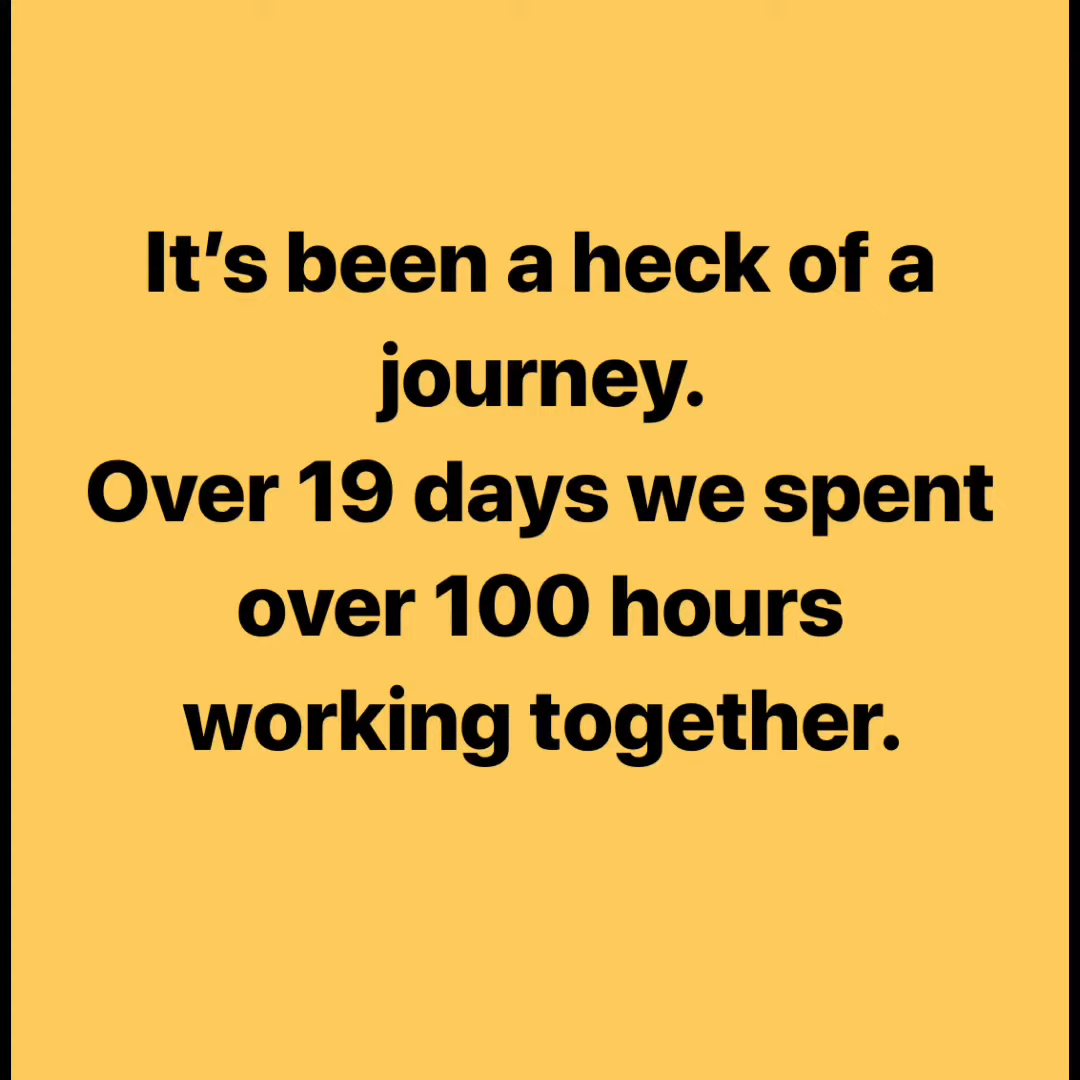 It’s been a heck of a
journey.
Over 19 days we spent
over 100 hours
working together.